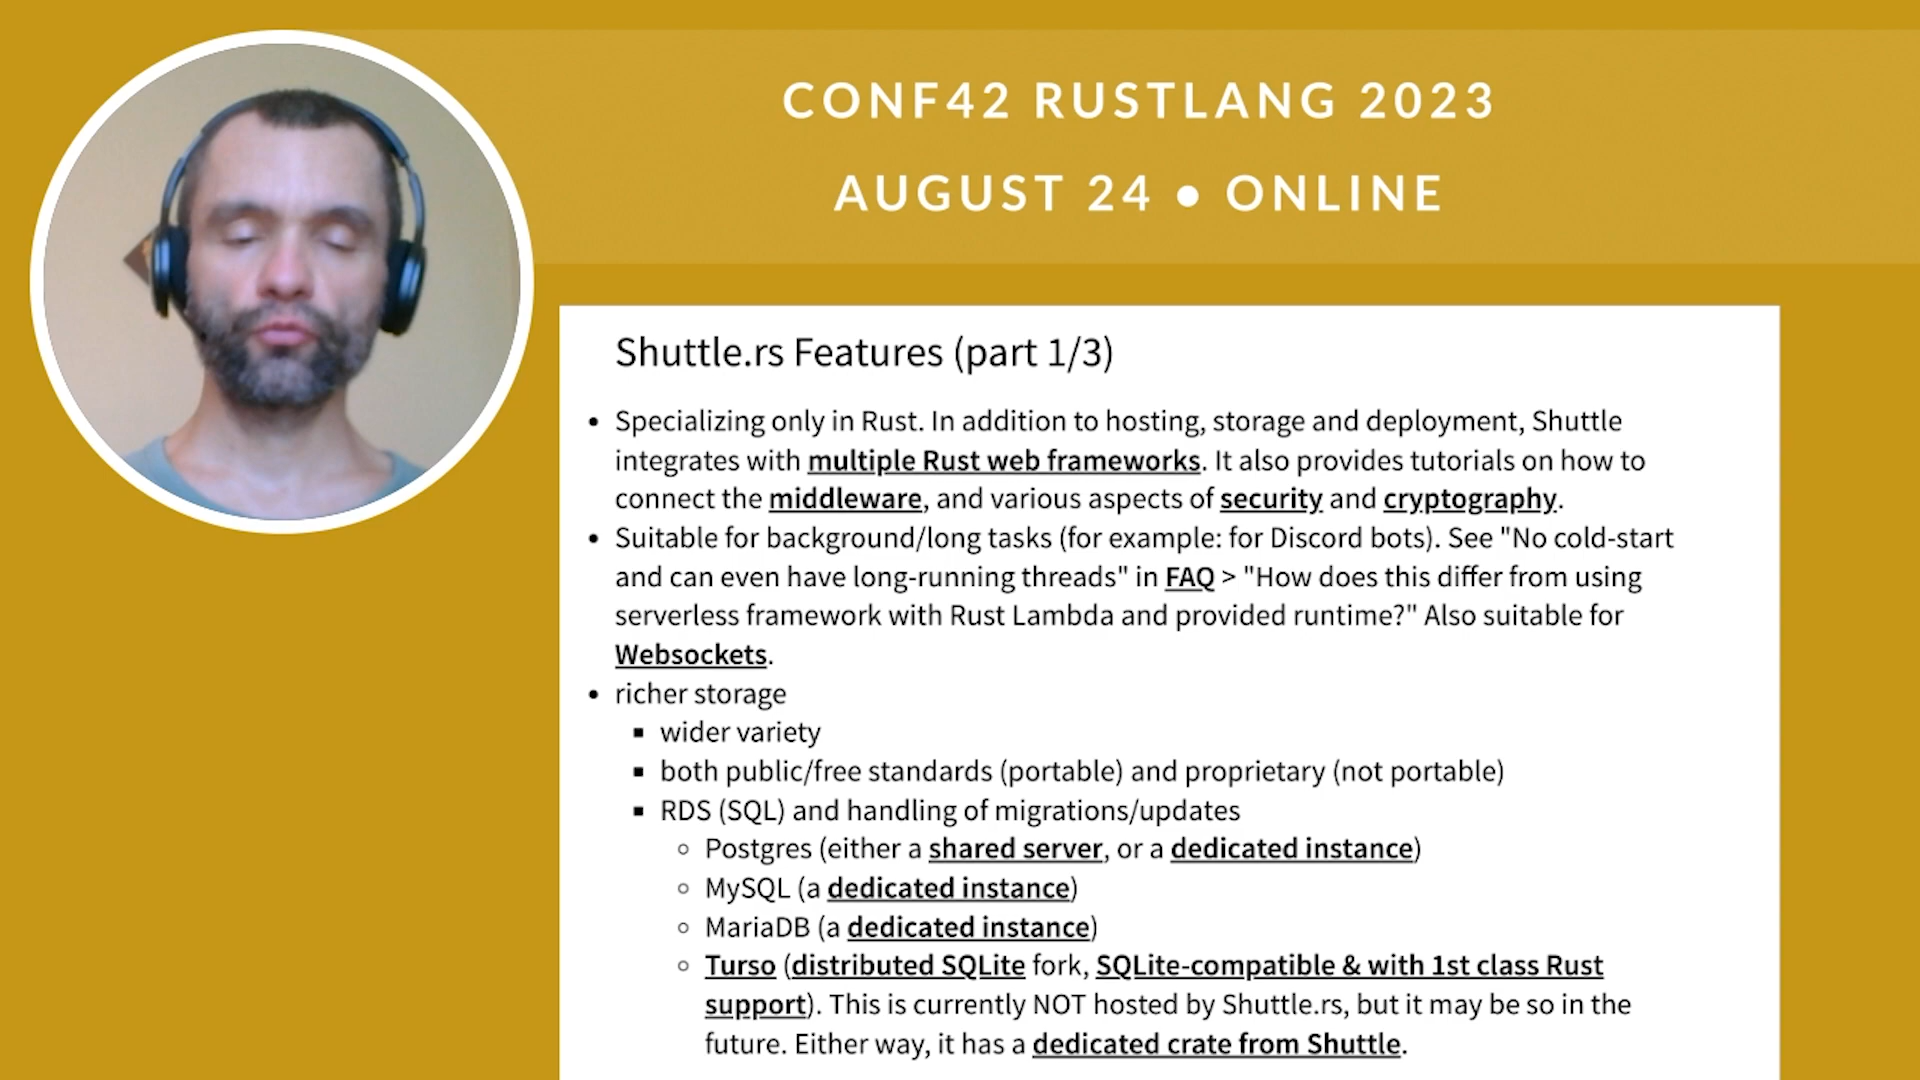 CONF42 RUSTLANG 2023
AUGUST 24 ● ONLINE
Shuttle.rs Features (part 1/3)
• Specializing only in Rust. In addition to hosting, storage and deployment, Shuttle
integrates with multiple Rust web frameworks. It also provides tutorials on how to
connect the middleware, and various aspects of security and cryptography.
• Suitable for background/long tasks (for example: for Discord bots). See "No cold-start
and can even have long-running threads" in FAQ > "How does this differ from using
serverless framework with Rust Lambda and provided runtime?" Also suitable for
Websockets.
• richer storage
▪ wider variety
▪ both public/free standards (portable) and proprietary (not portable)
▪ RDS (SQL) and handling of migrations/updates
◦ Postgres (either a shared server, or a dedicated instance)
◦ MySQL (a dedicated instance)
◦ MariaDB (a dedicated instance)
◦ Turso (distributed SQLite fork, SQLite-compatible & with 1st class Rust
support). This is currently NOT hosted by Shuttle.rs, but it may be so in the
future. Either way, it has a dedicated crate from Shuttle.